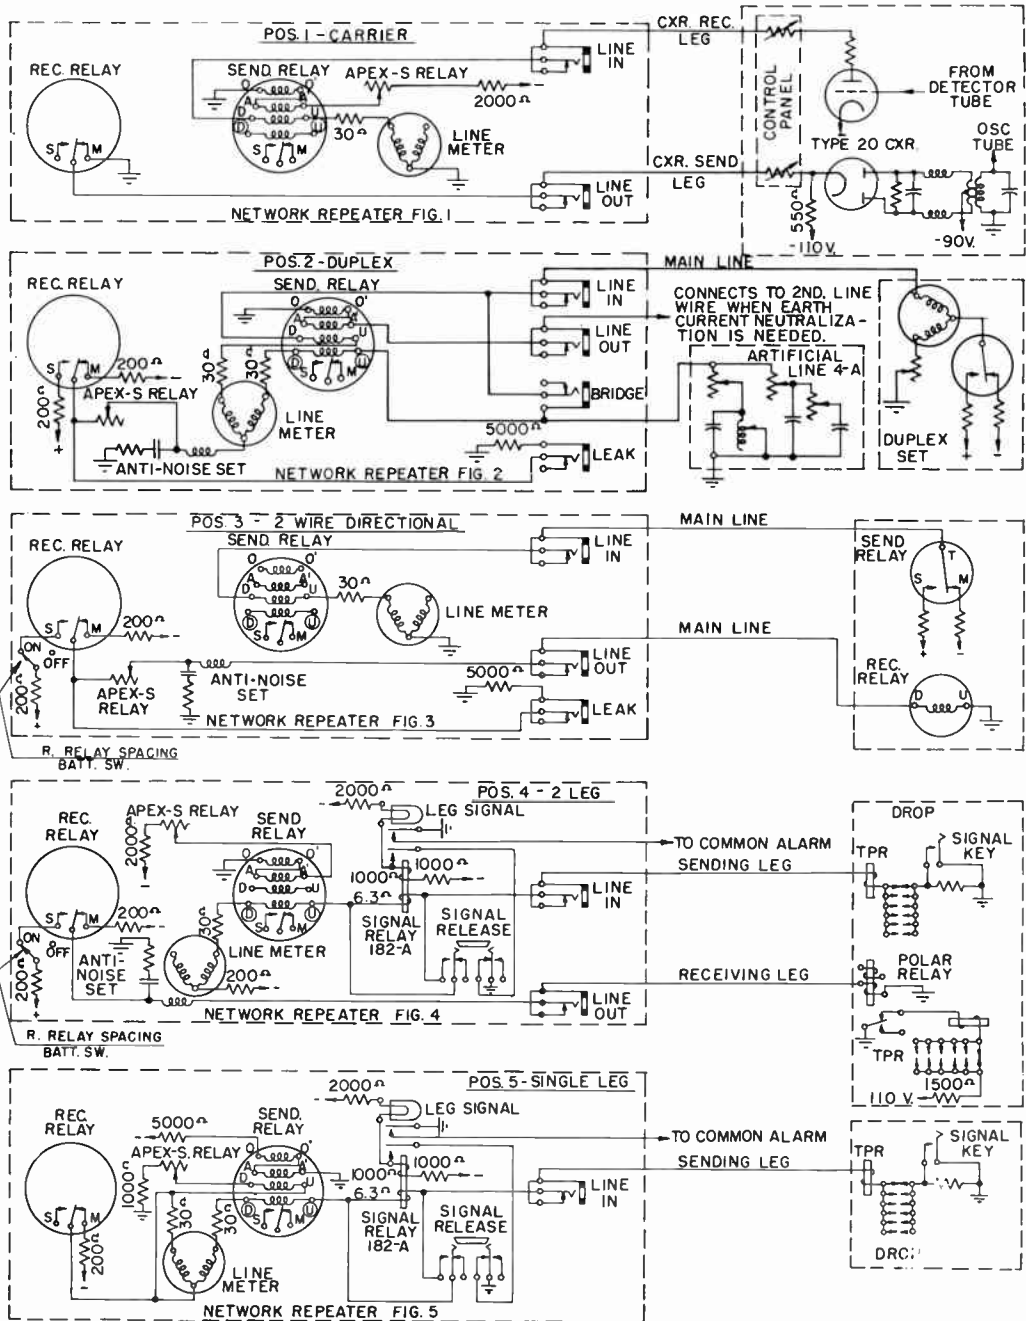 POS. 1 - CARRIER
REC. RELAY
SEND. RELAY
APEX-S RELAY
2000Ω
-
O O'
A A'
D U
D U
S M
30Ω
LINE METER
S M
LINE IN
LINE OUT
NETWORK REPEATER FIG. 1
CXR. REC. LEG
CXR. SEND LEG
CONTROL PANEL
FROM DETECTOR TUBE
TYPE 20 CXR.
OSC TUBE
550Ω
-110 V.
-90V.
POS. 2 - DUPLEX
REC. RELAY
SEND. RELAY
O O'
A A'
D U
D U
S M
S M
200Ω
-
APEX-S RELAY
200Ω
+
30Ω
30Ω
LINE METER
ANTI-NOISE SET
5000Ω
LINE IN
LINE OUT
BRIDGE
LEAK
NETWORK REPEATER FIG. 2
MAIN LINE
CONNECTS TO 2ND. LINE
WIRE WHEN EARTH
CURRENT NEUTRALIZA-
TION IS NEEDED.
ARTIFICIAL LINE 4-A
DUPLEX SET
+ -
POS. 3 - 2 WIRE DIRECTIONAL
REC. RELAY
SEND. RELAY
O O'
A A'
D U
D U
S M
30Ω
LINE METER
S M
200Ω
-
ON OFF
200Ω
+
APEX-S RELAY
ANTI-NOISE SET
5000Ω
LINE IN
LINE OUT
LEAK
NETWORK REPEATER FIG. 3
R. RELAY SPACING
BATT. SW.
MAIN LINE
MAIN LINE
SEND RELAY
T
S M
+ -
REC. RELAY
D U
POS. 4 - 2 LEG
REC. RELAY
APEX-S RELAY
2000Ω
-
SEND RELAY
O O'
A A'
D U
D U
S M
S M
200Ω
-
ON OFF
200Ω
+
ANTI-NOISE SET
30Ω
LINE METER
200Ω
-
2000Ω
-
LEG SIGNAL
1000Ω
-
1000Ω
6.3Ω
SIGNAL RELAY 182-A
SIGNAL RELEASE
LINE IN
LINE OUT
NETWORK REPEATER FIG. 4
R. RELAY SPACING
BATT. SW.
TO COMMON ALARM
SENDING LEG
RECEIVING LEG
DROP
TPR
SIGNAL KEY
POLAR RELAY
TPR
1500Ω
110 V.
POS. 5 - SINGLE LEG
REC. RELAY
5000Ω
-
APEX-S. RELAY
1000Ω
SEND. RELAY
O O'
A A'
D U
D U
S M
S M
200Ω
-
30Ω
30Ω
LINE METER
2000Ω
-
LEG SIGNAL
1000Ω
-
1000Ω
6.3Ω
SIGNAL RELAY 182-A
SIGNAL RELEASE
LINE IN
NETWORK REPEATER FIG. 5
TO COMMON ALARM
SENDING LEG
TPR
SIGNAL KEY